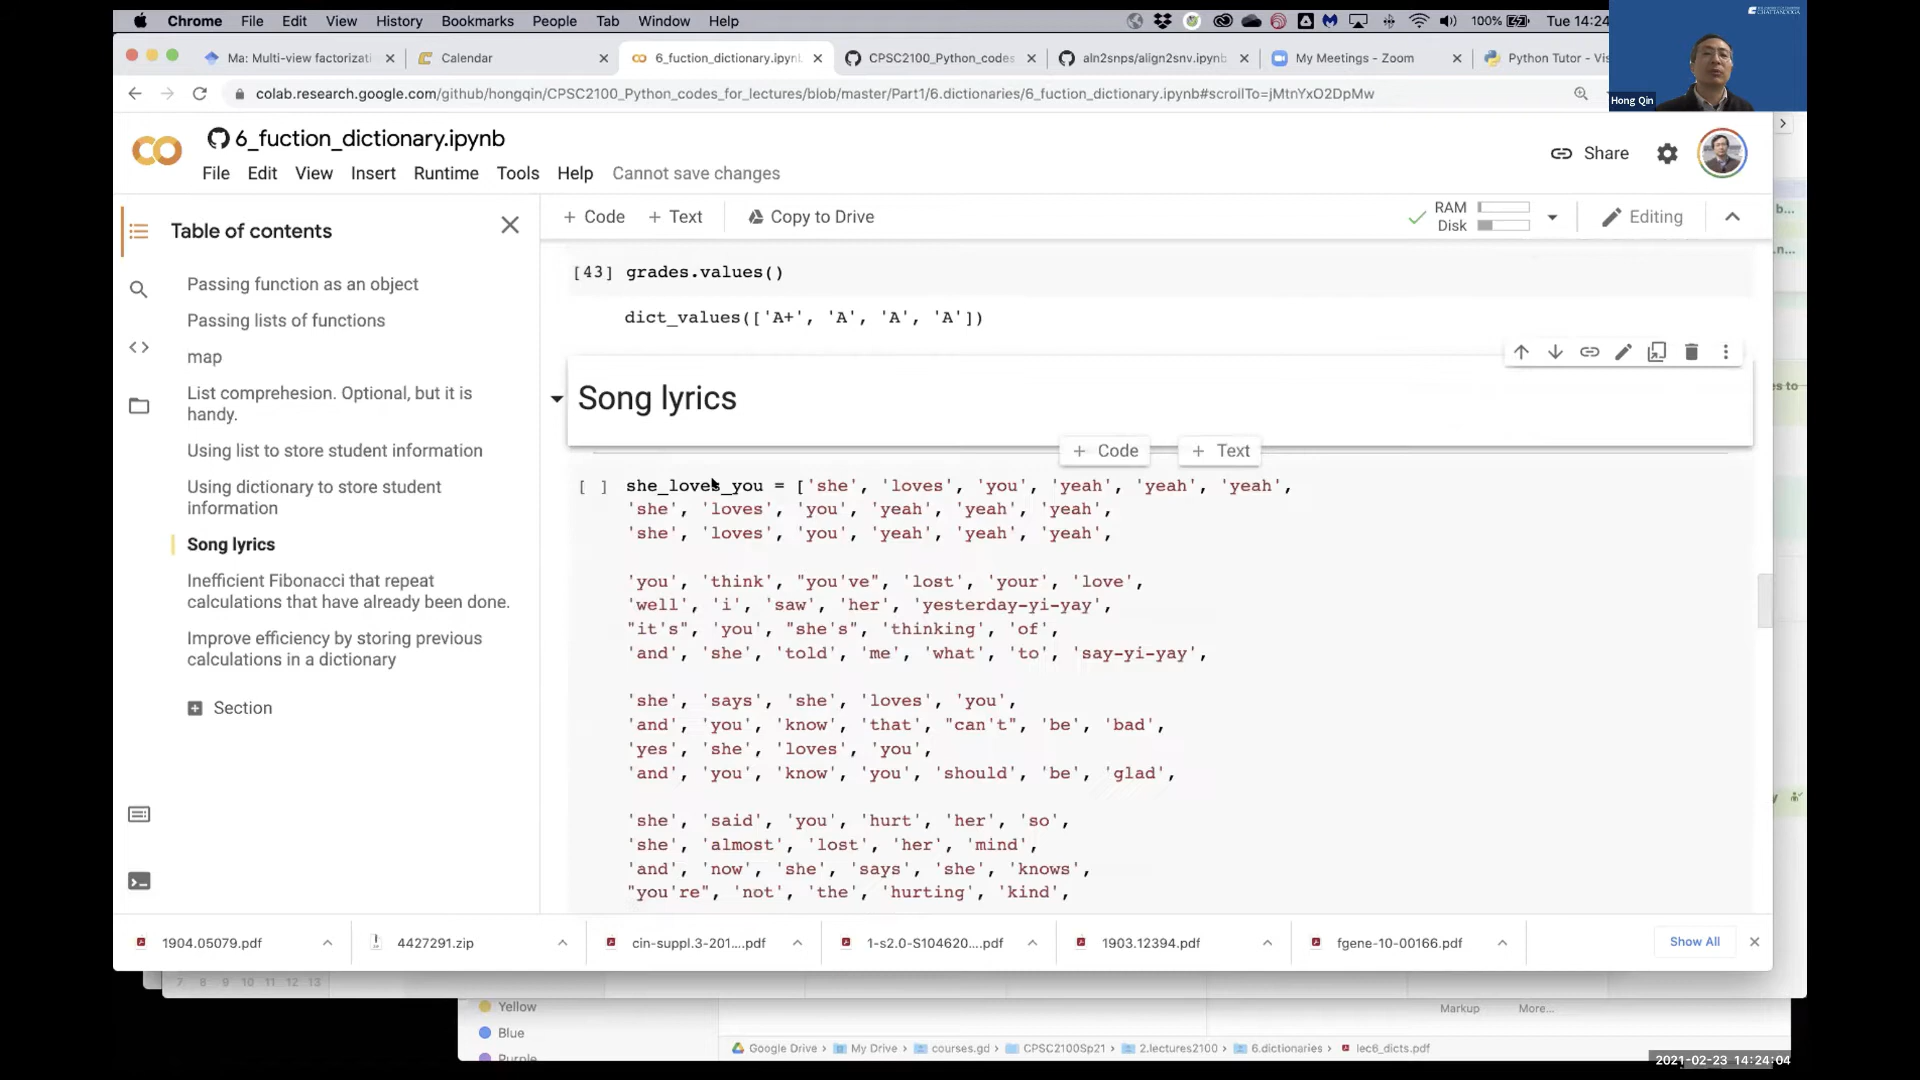 Chrome File Edit View History Bookmarks People Tab Window Help 100% Tue 14:24
Ma: Multi-view factorizati Calendar 6_fuction_dictionary.ipynb CPSC2100_Python_codes aln2snps/align2snv.ipynb My Meetings - Zoom Python Tutor - Vis
colab.research.google.com/github/hongqin/CPSC2100_Python_codes_for_lectures/blob/master/Part1/6.dictionaries/6_fuction_dictionary.ipynb#scrollTo=jMtnYxO2DpMw
CHATTANOOGA
Hong Qin
6_fuction_dictionary.ipynb
Share
File Edit View Insert Runtime Tools Help Cannot save changes
+ Code + Text Copy to Drive
RAM
Disk
Editing
Table of contents
Passing function as an object
Passing lists of functions
map
List comprehesion. Optional, but it is
handy.
Using list to store student information
Using dictionary to store student
information
Song lyrics
Inefficient Fibonacci that repeat
calculations that have already been done.
Improve efficiency by storing previous
calculations in a dictionary
Section
[43] grades.values()
dict_values(['A+', 'A', 'A', 'A'])
Song lyrics
+ Code + Text
[ ] she_loves_you = ['she', 'loves', 'you', 'yeah', 'yeah', 'yeah',
'she', 'loves', 'you', 'yeah', 'yeah', 'yeah',
'she', 'loves', 'you', 'yeah', 'yeah', 'yeah',
'you', 'think', "you've", 'lost', 'your', 'love',
'well', 'i', 'saw', 'her', 'yesterday-yi-yay',
"it's", 'you', "she's", 'thinking', 'of',
'and', 'she', 'told', 'me', 'what', 'to', 'say-yi-yay',
'she', 'says', 'she', 'loves', 'you',
'and', 'you', 'know', 'that', "can't", 'be', 'bad',
'yes', 'she', 'loves', 'you',
'and', 'you', 'know', 'you', 'should', 'be', 'glad',
'she', 'said', 'you', 'hurt', 'her', 'so',
'she', 'almost', 'lost', 'her', 'mind',
'and', 'now', 'she', 'says', 'she', 'knows',
"you're", 'not', 'the', 'hurting', 'kind',
1904.05079.pdf 4427291.zip cin-suppl.3-201....pdf 1-s2.0-S104620....pdf 1903.12394.pdf fgene-10-00166.pdf Show All
7 8 9 10 11 12 13
Yellow
Blue
Purple
Markup More...
Google Drive › My Drive › courses.gd › CPSC2100Sp21 › 2.lectures2100 › 6.dictionaries › lec6_dicts.pdf
2021-02-23 14:24:04